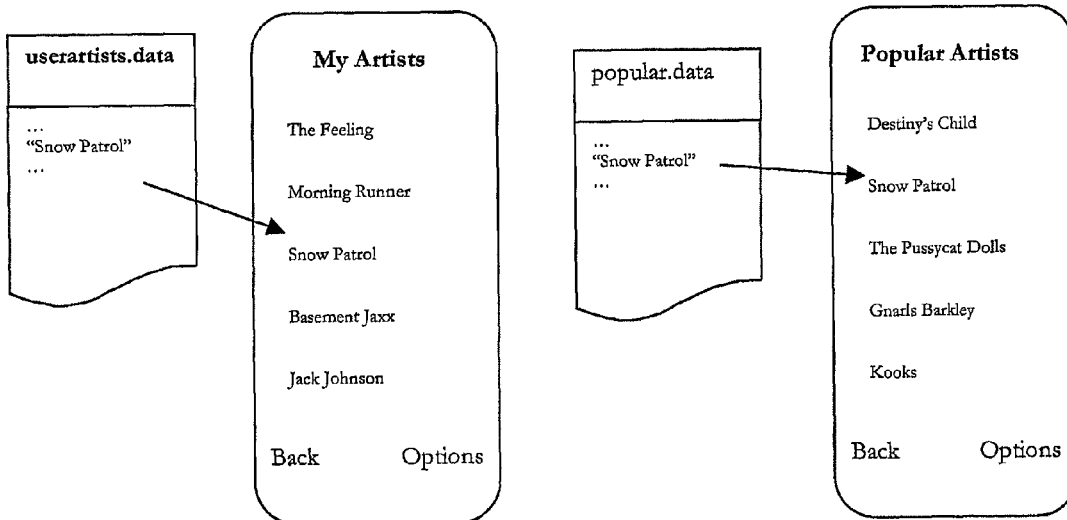 userartists.data
...
“Snow Patrol”
...
My Artists
The Feeling
Morning Runner
Snow Patrol
Basement Jaxx
Jack Johnson
Back Options
popular.data
...
“Snow Patrol”
...
Popular Artists
Destiny's Child
Snow Patrol
The Pussycat Dolls
Gnarls Barkley
Kooks
Back Options